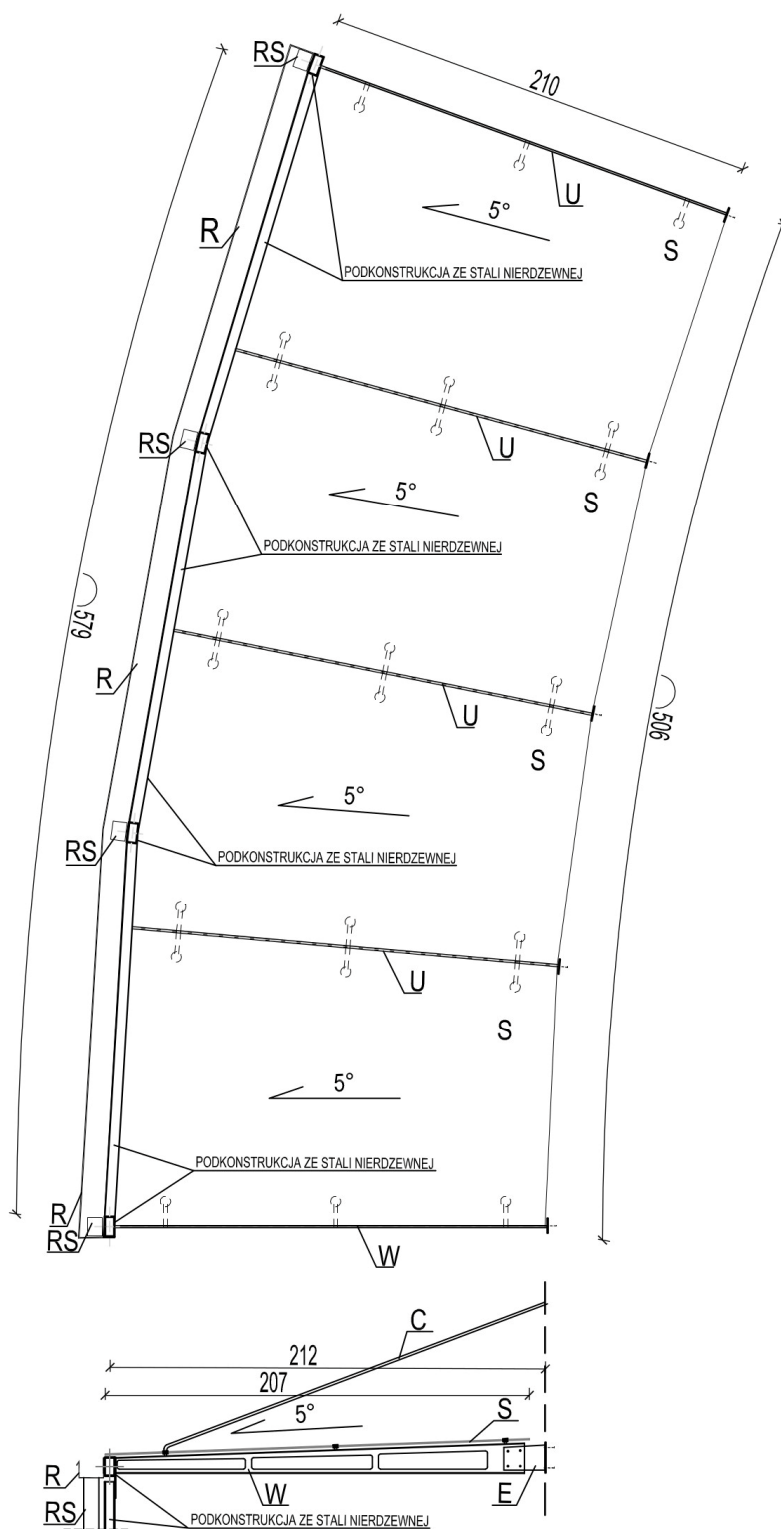 RS
210
U
5°
S
R
PODKONSTRUKCJA ZE STALI NIERDZEWNEJ
RS
U
5°
S
PODKONSTRUKCJA ZE STALI NIERDZEWNEJ
579
R
U
506
S
5°
RS
PODKONSTRUKCJA ZE STALI NIERDZEWNEJ
U
S
5°
PODKONSTRUKCJA ZE STALI NIERDZEWNEJ
R
RS
W
C
212
207
5°
S
R
W
E
RS
PODKONSTRUKCJA ZE STALI NIERDZEWNEJ